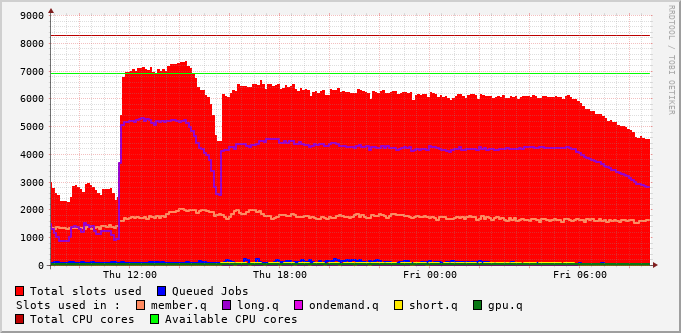 RRDTOOL / TOBI OETIKER
9000
8000
7000
6000
5000
4000
3000
2000
1000
0
Thu 12:00 Thu 18:00 Fri 00:00 Fri 06:00
Total slots used Queued Jobs
Slots used in : member.q long.q ondemand.q short.q gpu.q
Total CPU cores Available CPU cores